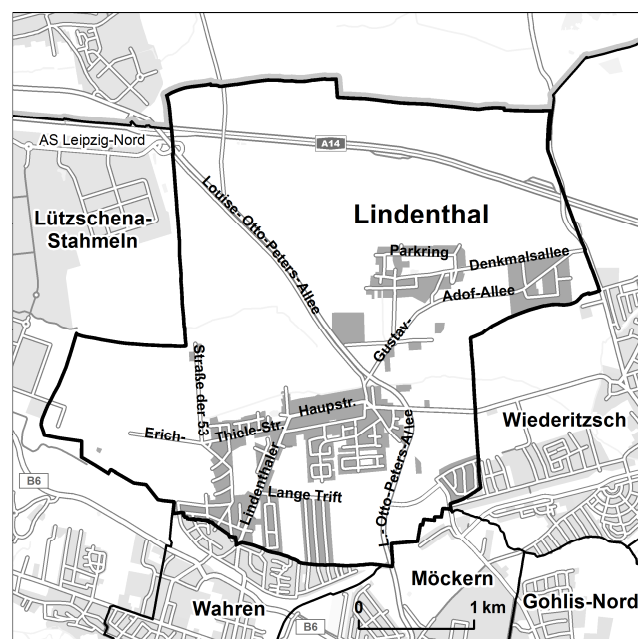 AS Leipzig-Nord
A14
Lützschena-
Stahmeln
Louise- Otto-Peters-Allee
Lindenthal
Parkring
Denkmalsallee
Adof-Allee
Gustav-
Straße der 53
Haupstr.
Erich-
Thiele-Str.
Lindenthaler
L.- Otto-Peters-Allee
Wiederitzsch
B6
Lange Trift
Möckern
Wahren
0
1 km
Gohlis-Nord
B6